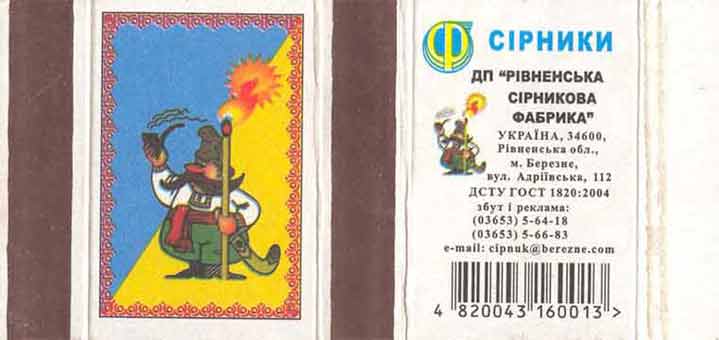 СІРНИКИ
ДП “РІВНЕНСЬКА
СІРНИКОВА
ФАБРИКА”
УКРАЇНА, 34600,
Рівненська обл.,
м. Березне,
вул. Адріївська, 112
ДСТУ ГОСТ 1820:2004
збут і реклама:
(03653) 5-64-18
(03653) 5-66-83
e-mail: cipnuk@berezne.com
4 820043 160013 >